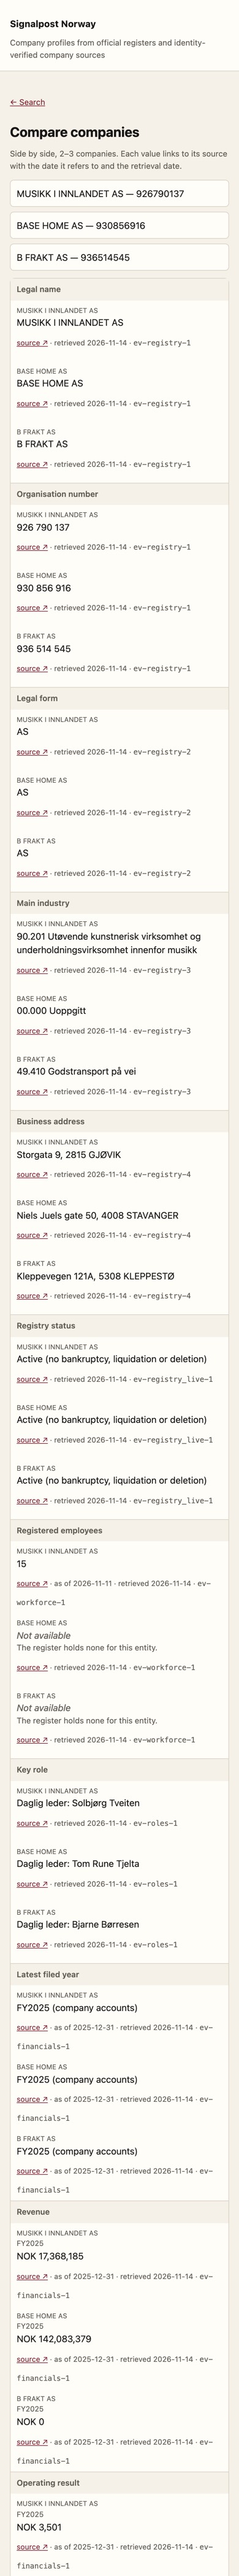 Signalpost Norway
Company profiles from official registers and identity-
verified company sources
← Search
Compare companies
Side by side, 2–3 companies. Each value links to its source
with the date it refers to and the retrieval date.
MUSIKK I INNLANDET AS — 926790137
BASE HOME AS — 930856916
B FRAKT AS — 936514545
Legal name
MUSIKK I INNLANDET AS
MUSIKK I INNLANDET AS
source ↗ · retrieved 2026-11-14 · ev-registry-1
BASE HOME AS
BASE HOME AS
source ↗ · retrieved 2026-11-14 · ev-registry-1
B FRAKT AS
B FRAKT AS
source ↗ · retrieved 2026-11-14 · ev-registry-1
Organisation number
MUSIKK I INNLANDET AS
926 790 137
source ↗ · retrieved 2026-11-14 · ev-registry-1
BASE HOME AS
930 856 916
source ↗ · retrieved 2026-11-14 · ev-registry-1
B FRAKT AS
936 514 545
source ↗ · retrieved 2026-11-14 · ev-registry-1
Legal form
MUSIKK I INNLANDET AS
AS
source ↗ · retrieved 2026-11-14 · ev-registry-2
BASE HOME AS
AS
source ↗ · retrieved 2026-11-14 · ev-registry-2
B FRAKT AS
AS
source ↗ · retrieved 2026-11-14 · ev-registry-2
Main industry
MUSIKK I INNLANDET AS
90.201 Utøvende kunstnerisk virksomhet og
underholdningsvirksomhet innenfor musikk
source ↗ · retrieved 2026-11-14 · ev-registry-3
BASE HOME AS
00.000 Uoppgitt
source ↗ · retrieved 2026-11-14 · ev-registry-3
B FRAKT AS
49.410 Godstransport på vei
source ↗ · retrieved 2026-11-14 · ev-registry-3
Business address
MUSIKK I INNLANDET AS
Storgata 9, 2815 GJØVIK
source ↗ · retrieved 2026-11-14 · ev-registry-4
BASE HOME AS
Niels Juels gate 50, 4008 STAVANGER
source ↗ · retrieved 2026-11-14 · ev-registry-4
B FRAKT AS
Kleppevegen 121A, 5308 KLEPPESTØ
source ↗ · retrieved 2026-11-14 · ev-registry-4
Registry status
MUSIKK I INNLANDET AS
Active (no bankruptcy, liquidation or deletion)
source ↗ · retrieved 2026-11-14 · ev-registry_live-1
BASE HOME AS
Active (no bankruptcy, liquidation or deletion)
source ↗ · retrieved 2026-11-14 · ev-registry_live-1
B FRAKT AS
Active (no bankruptcy, liquidation or deletion)
source ↗ · retrieved 2026-11-14 · ev-registry_live-1
Registered employees
MUSIKK I INNLANDET AS
15
source ↗ · as of 2026-11-11 · retrieved 2026-11-14 · ev-
workforce-1
BASE HOME AS
Not available
The register holds none for this entity.
source ↗ · retrieved 2026-11-14 · ev-workforce-1
B FRAKT AS
Not available
The register holds none for this entity.
source ↗ · retrieved 2026-11-14 · ev-workforce-1
Key role
MUSIKK I INNLANDET AS
Daglig leder: Solbjørg Tveiten
source ↗ · retrieved 2026-11-14 · ev-roles-1
BASE HOME AS
Daglig leder: Tom Rune Tjelta
source ↗ · retrieved 2026-11-14 · ev-roles-1
B FRAKT AS
Daglig leder: Bjarne Børresen
source ↗ · retrieved 2026-11-14 · ev-roles-1
Latest filed year
MUSIKK I INNLANDET AS
FY2025 (company accounts)
source ↗ · as of 2025-12-31 · retrieved 2026-11-14 · ev-
financials-1
BASE HOME AS
FY2025 (company accounts)
source ↗ · as of 2025-12-31 · retrieved 2026-11-14 · ev-
financials-1
B FRAKT AS
FY2025 (company accounts)
source ↗ · as of 2025-12-31 · retrieved 2026-11-14 · ev-
financials-1
Revenue
MUSIKK I INNLANDET AS
FY2025
NOK 17,368,185
source ↗ · as of 2025-12-31 · retrieved 2026-11-14 · ev-
financials-1
BASE HOME AS
FY2025
NOK 142,083,379
source ↗ · as of 2025-12-31 · retrieved 2026-11-14 · ev-
financials-1
B FRAKT AS
FY2025
NOK 0
source ↗ · as of 2025-12-31 · retrieved 2026-11-14 · ev-
financials-1
Operating result
MUSIKK I INNLANDET AS
FY2025
NOK 3,501
source ↗ · as of 2025-12-31 · retrieved 2026-11-14 · ev-
financials-1